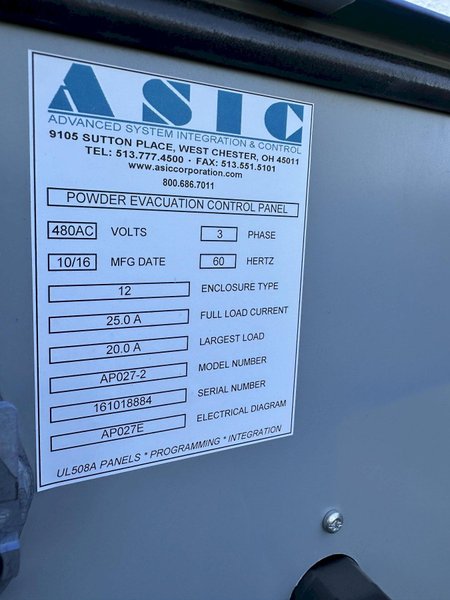 ASIC
ADVANCED SYSTEM INTEGRATION & CONTROL
9105 SUTTON PLACE, WEST CHESTER, OH 45011
TEL: 513.777.4500 · FAX: 513.551.5101
www.asiccorporation.com
800.686.7011
POWDER EVACUATION CONTROL PANEL
480AC VOLTS 3 PHASE
10/16 MFG DATE 60 HERTZ
12 ENCLOSURE TYPE
25.0 A FULL LOAD CURRENT
20.0 A LARGEST LOAD
AP027-2 MODEL NUMBER
161018884 SERIAL NUMBER
AP027E ELECTRICAL DIAGRAM
UL508A PANELS * PROGRAMMING * INTEGRATION